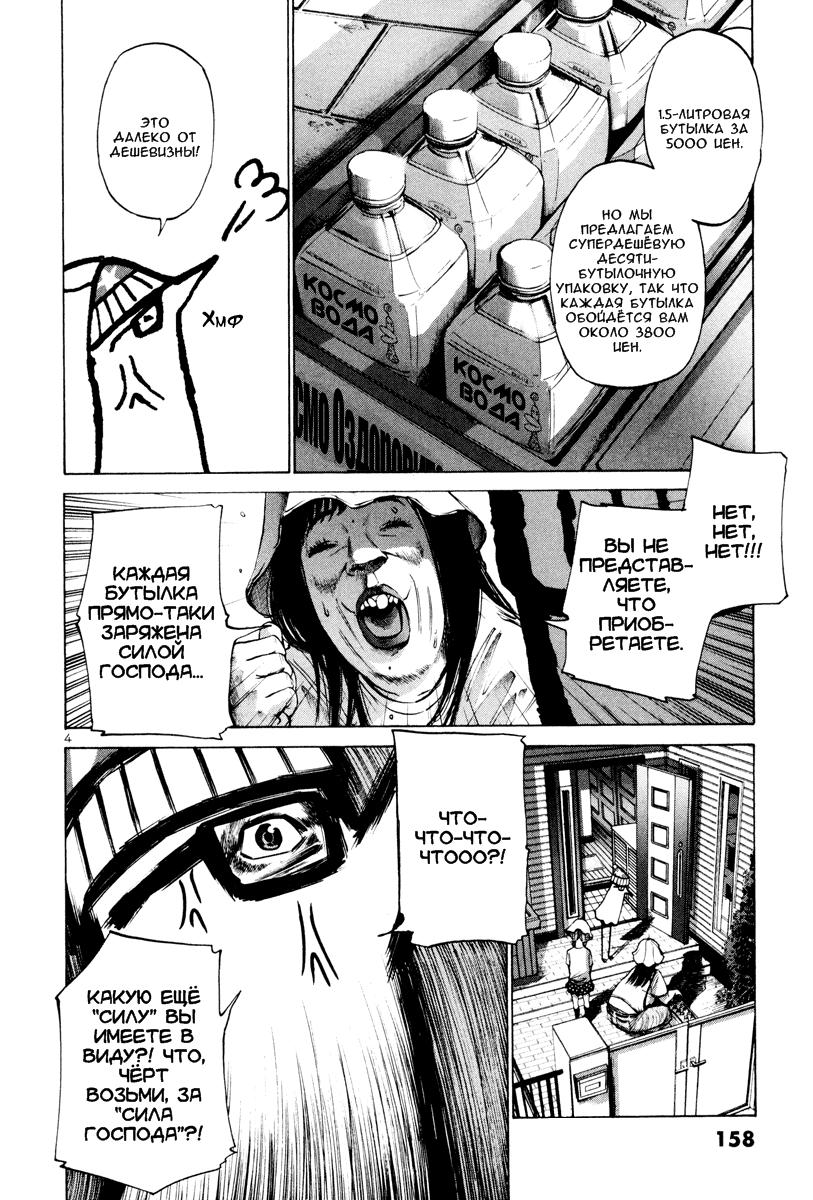 1.5-ЛИТРОВАЯ
БУТЫЛКА ЗА
5000 ИЕН.
НО МЫ
ПРЕДЛАГАЕМ
СУПЕРДЕШЁВУЮ
ДЕСЯТИ-
БУТЫЛОЧНУЮ
УПАКОВКУ, ТАК ЧТО
КАЖДАЯ БУТЫЛКА
ОБОЙДЁТСЯ ВАМ
ОКОЛО 3800
ИЕН.
КОСМО
ВОДА
КОСМО
ВОДА
ЭТО
ДАЛЕКО ОТ
ДЕШЕВИЗНЫ!
ХМФ
НЕТ,
НЕТ,
НЕТ!!!
ВЫ НЕ
ПРЕДСТАВ-
ЛЯЕТЕ,
ЧТО
ПРИОБ-
РЕТАЕТЕ.
КАЖДАЯ
БУТЫЛКА
ПРЯМО-ТАКИ
ЗАРЯЖЕНА
СИЛОЙ
ГОСПОДА...
4
ЧТО-
ЧТО-ЧТО-
ЧТООО?!
КАКУЮ ЕЩЁ
"СИЛУ" ВЫ
ИМЕЕТЕ В
ВИДУ?! ЧТО,
ЧЁРТ
ВОЗЬМИ, ЗА
"СИЛА
ГОСПОДА"?!
158